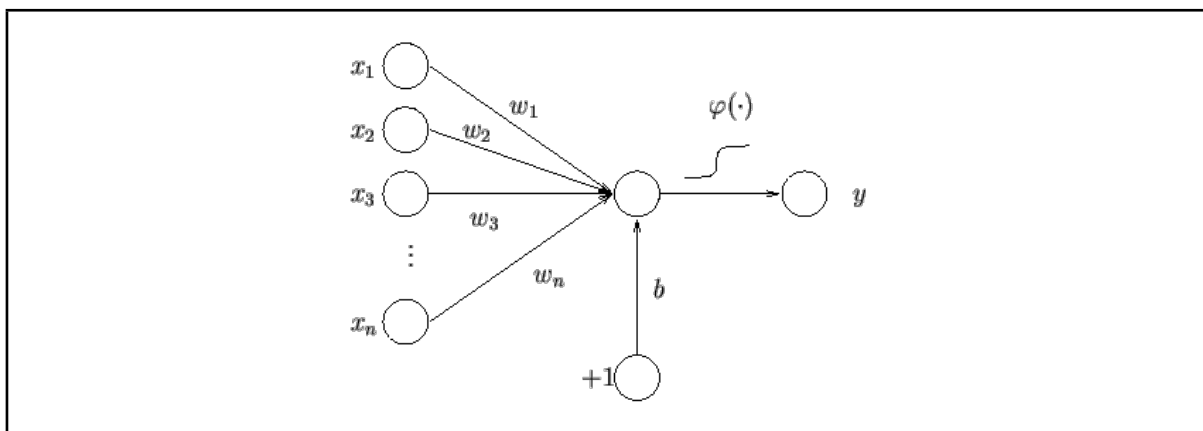 x₁
w₁
φ(·)
x₂
w₂
x₃
w₃
y
⋮
wₙ
b
xₙ
+1